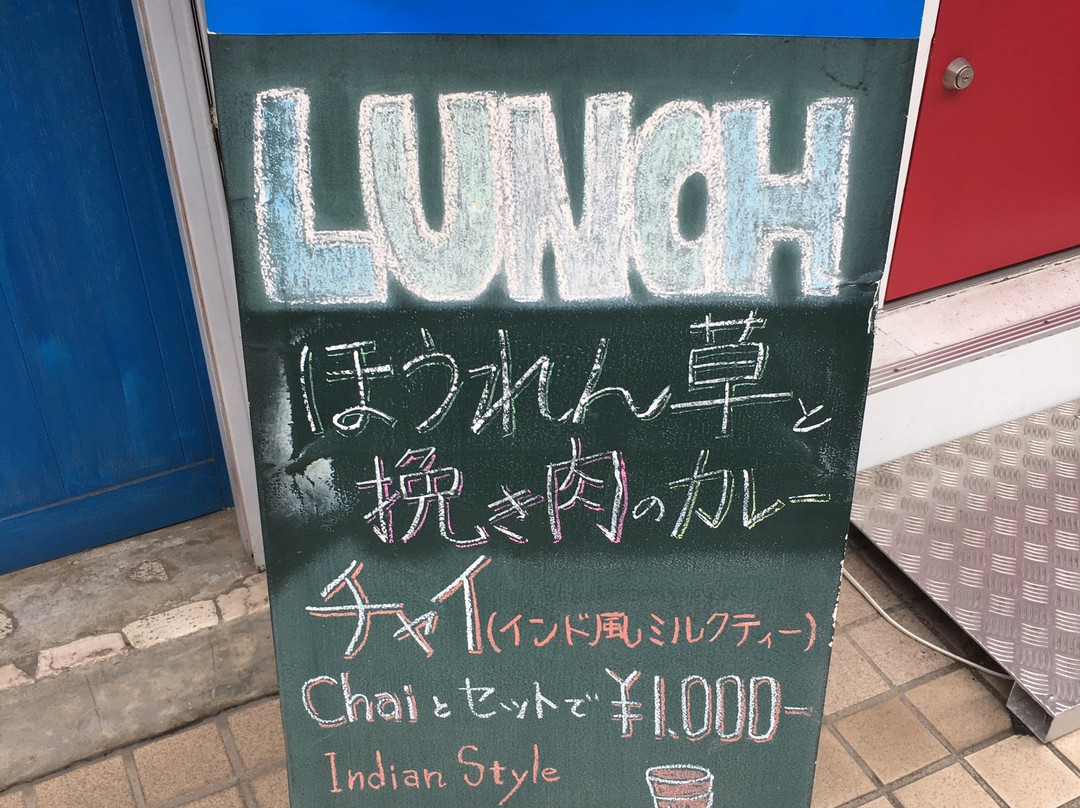 LUNCH
ほうれん草と
挽き肉のカレー
チャイ(インド風ミルクティー)
Chaiとセットで¥1.000-
Indian Style